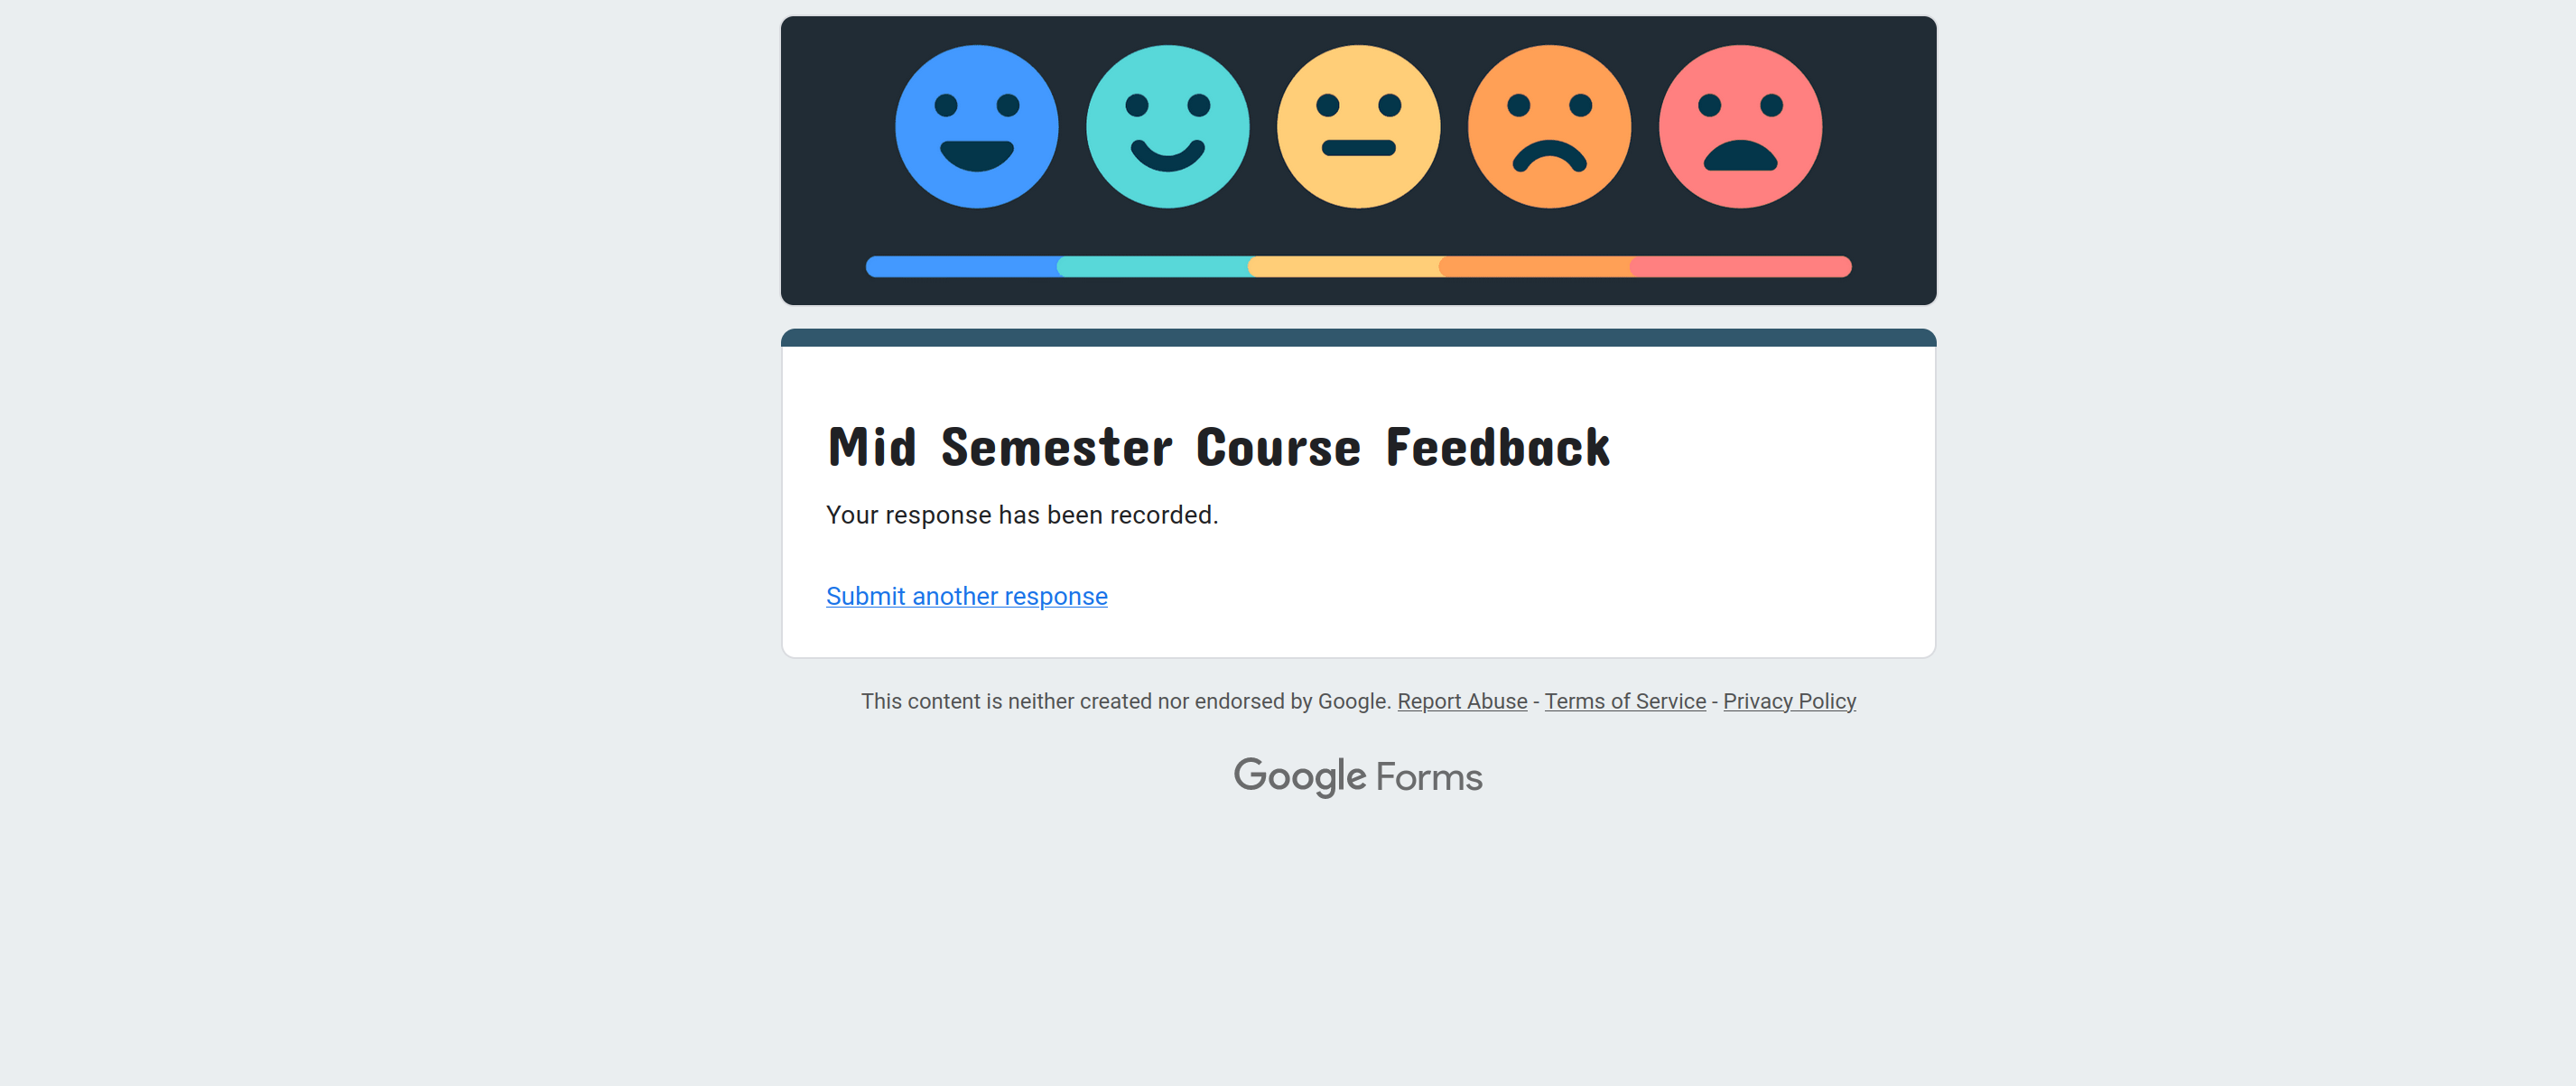 Mid Semester Course Feedback
Your response has been recorded.
Submit another response
This content is neither created nor endorsed by Google. Report Abuse - Terms of Service - Privacy Policy
Google Forms